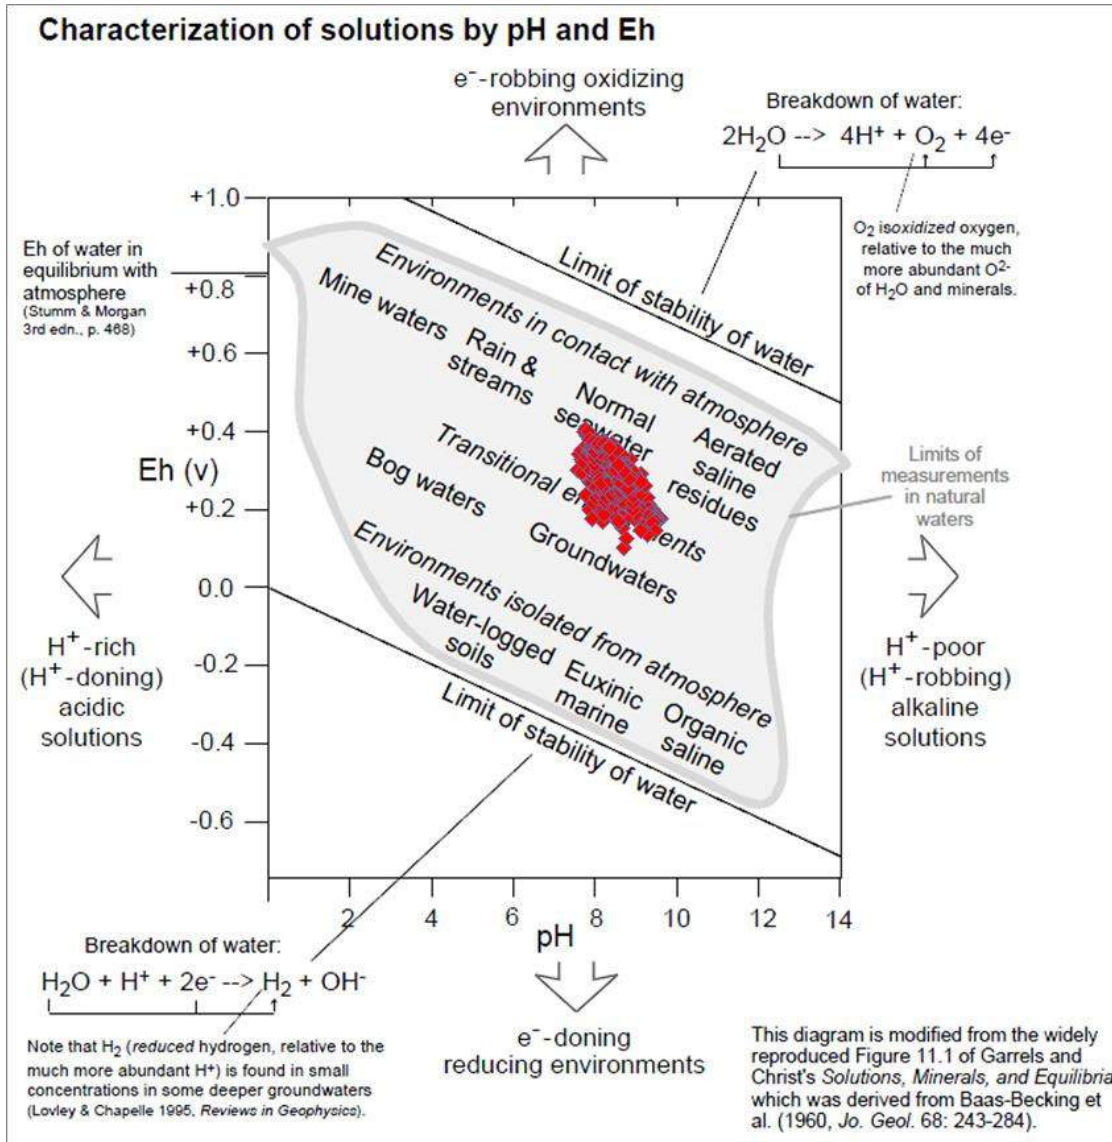 Characterization of solutions by pH and Eh
e⁻-robbing oxidizing
environments
Breakdown of water:
2H₂O --> 4H⁺ + O₂ + 4e⁻
O₂ isoxidized oxygen,
relative to the much
more abundant O²⁻
of H₂O and minerals.
Eh of water in
equilibrium with
atmosphere
(Stumm & Morgan
3rd edn., p. 468)
+1.0
+0.8
+0.6
+0.4
Eh (v)
+0.2
0.0
-0.2
-0.4
-0.6
Limit of stability of water
Environments in contact with atmosphere
Mine waters
Rain &
streams
Normal
seawater
Aerated
saline
residues
Transitional
ents
Bog waters
Groundwaters
Environments isolated from atmosphere
Water-logged
soils
Euxinic
marine
Organic
saline
Limit of stability of water
Limits of
measurements
in natural
waters
H⁺-rich
(H⁺-doning)
acidic
solutions
H⁺-poor
(H⁺-robbing)
alkaline
solutions
2 4 6 8 10 12 14
pH
Breakdown of water:
H₂O + H⁺ + 2e⁻ --> H₂ + OH⁻
Note that H₂ (reduced hydrogen, relative to the
much more abundant H⁺) is found in small
concentrations in some deeper groundwaters
(Lovley & Chapelle 1995, Reviews in Geophysics).
e⁻-doning
reducing environments
This diagram is modified from the widely
reproduced Figure 11.1 of Garrels and
Christ's Solutions, Minerals, and Equilibria
which was derived from Baas-Becking et
al. (1960, Jo. Geol. 68: 243-284).